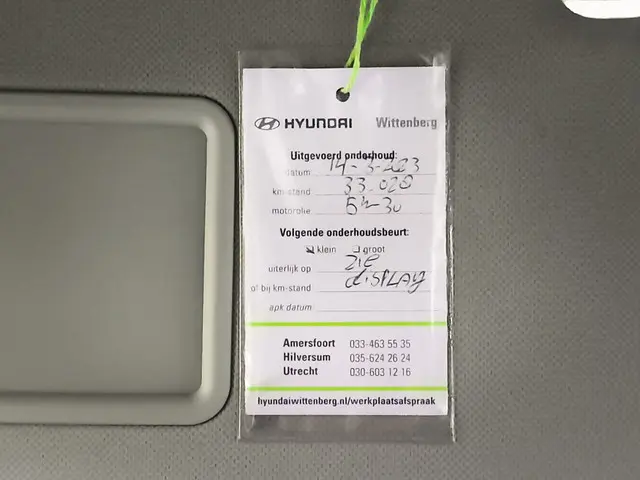 HYUNDAI Wittenberg
Uitgevoerd onderhoud:
datum 14-3-223
km-stand 33.020
motorolie 5W-30
Volgende onderhoudsbeurt:
klein groot
uiterlijk op zie
of bij km-stand disPLAY
apk datum
Amersfoort 033-463 55 35
Hilversum 035-624 26 24
Utrecht 030-603 12 16
hyundaiwittenberg.nl/werkplaatsafspraak